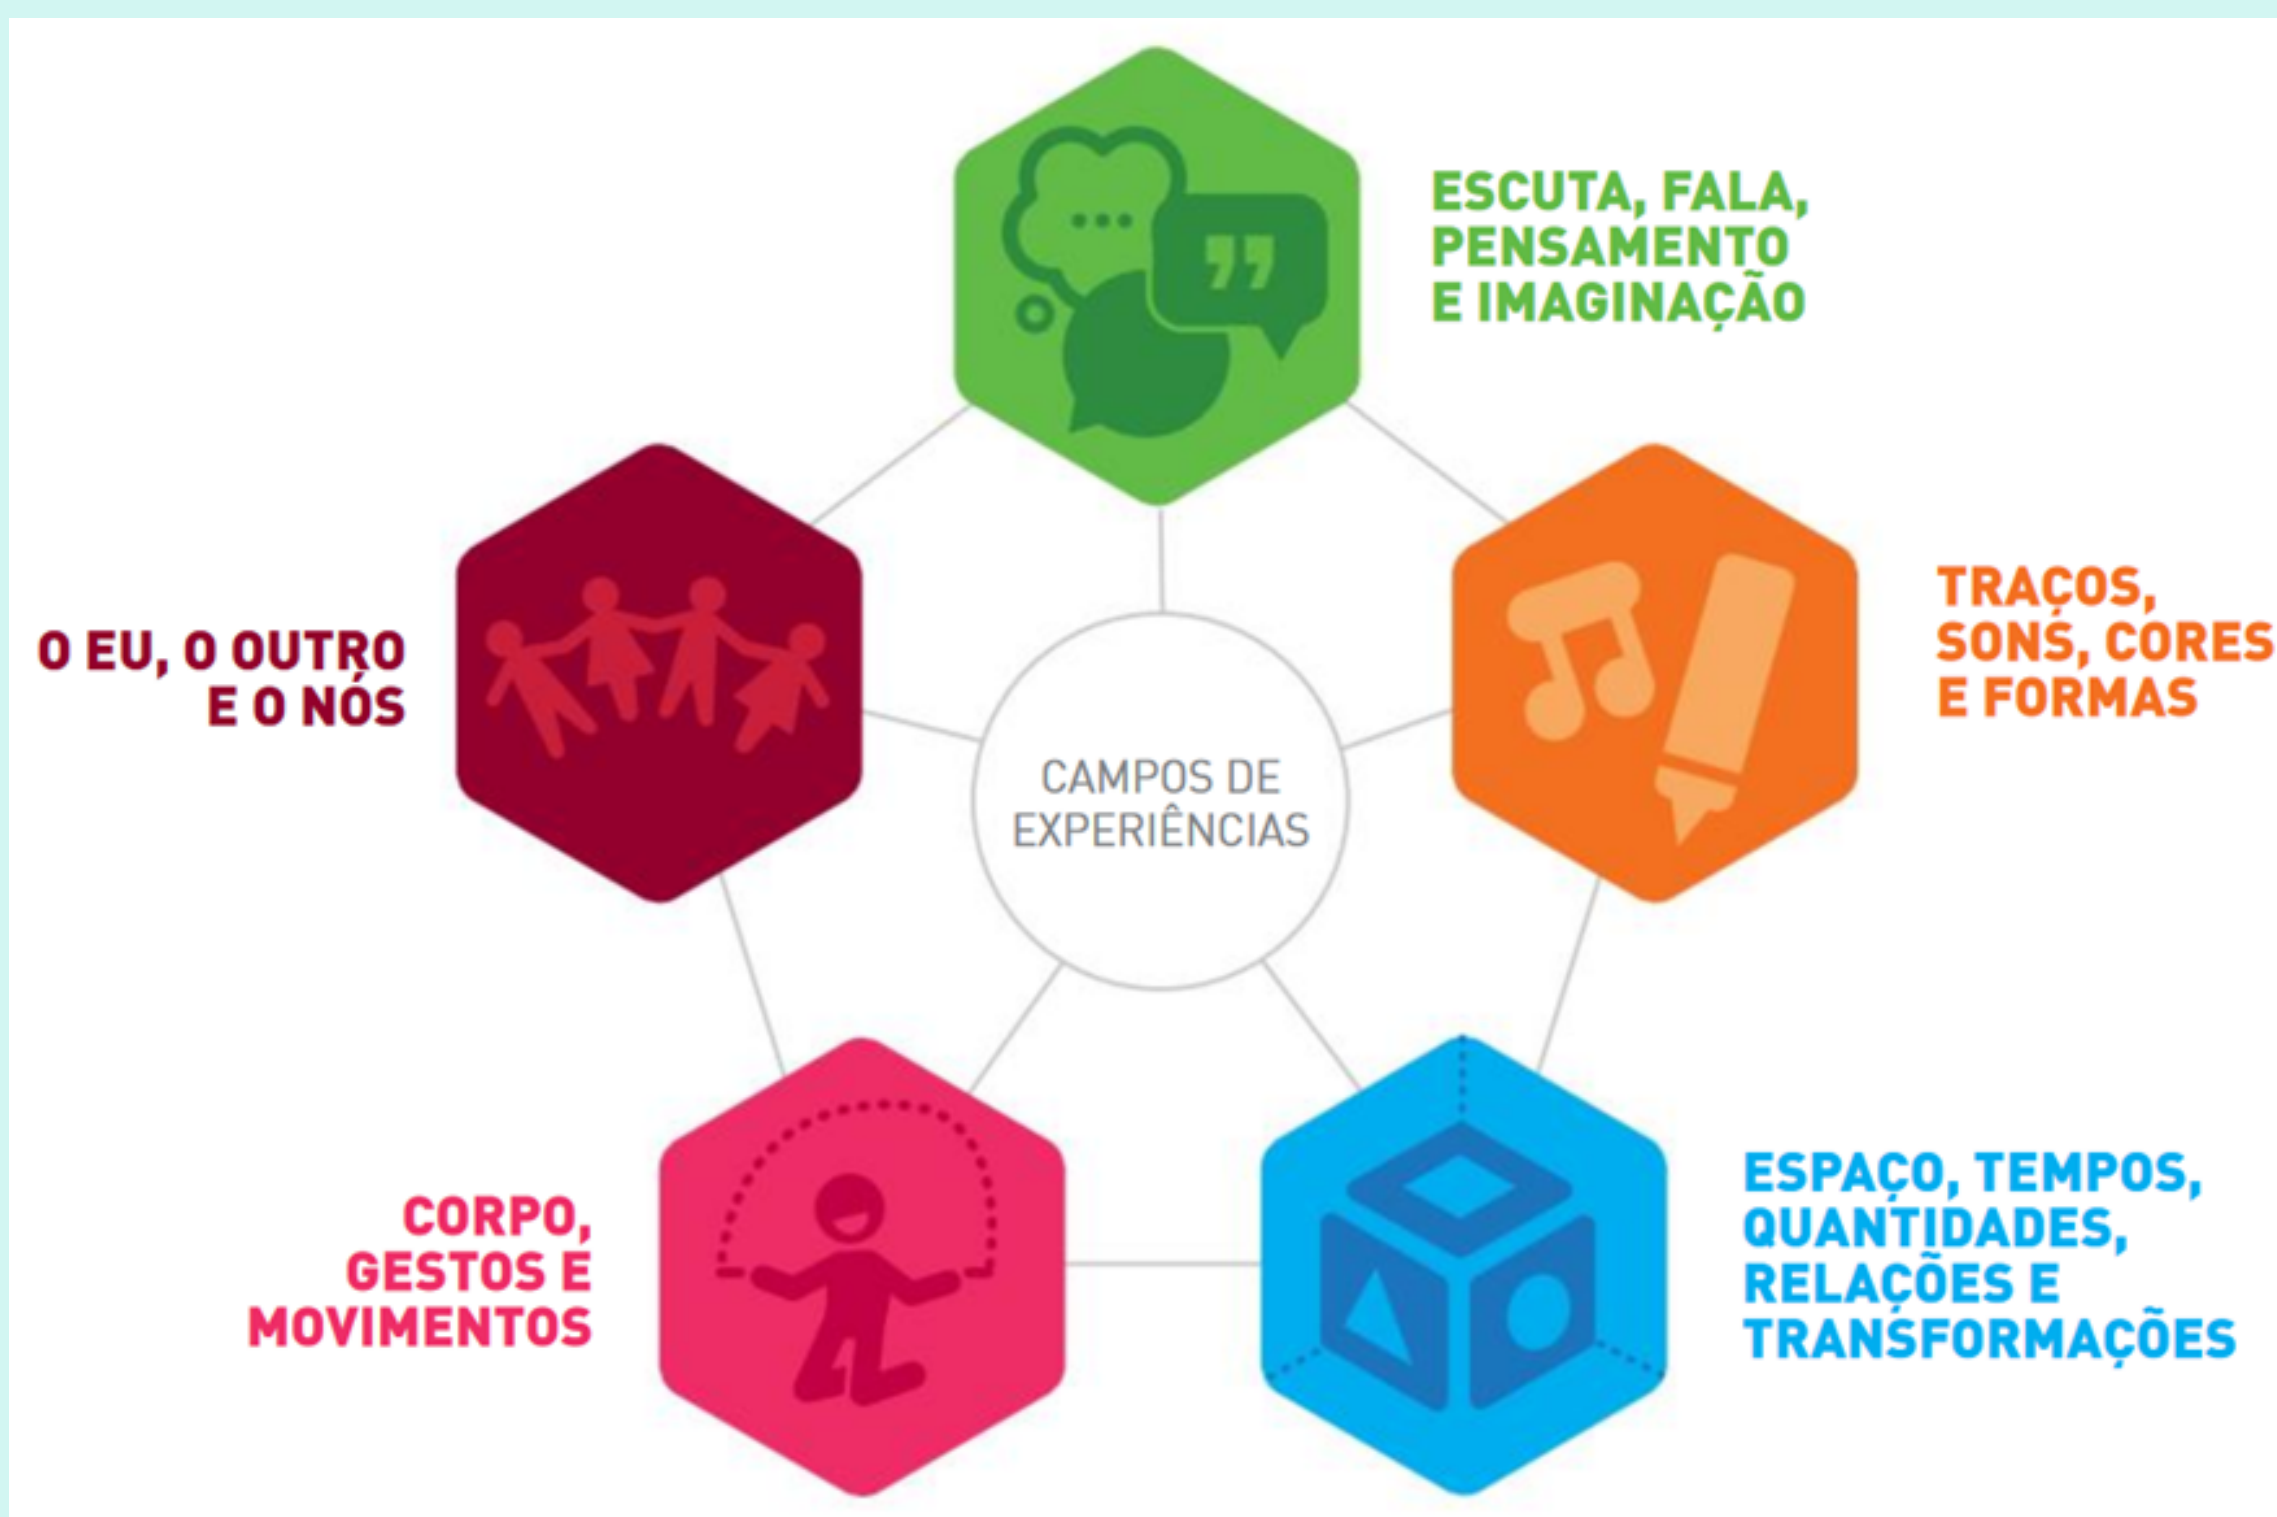 ESCUTA, FALA,
PENSAMENTO
E IMAGINAÇÃO
TRAÇOS,
SONS, CORES
E FORMAS
O EU, O OUTRO
E O NÓS
CAMPOS DE
EXPERIÊNCIAS
CORPO,
GESTOS E
MOVIMENTOS
ESPAÇO, TEMPOS,
QUANTIDADES,
RELAÇÕES E
TRANSFORMAÇÕES